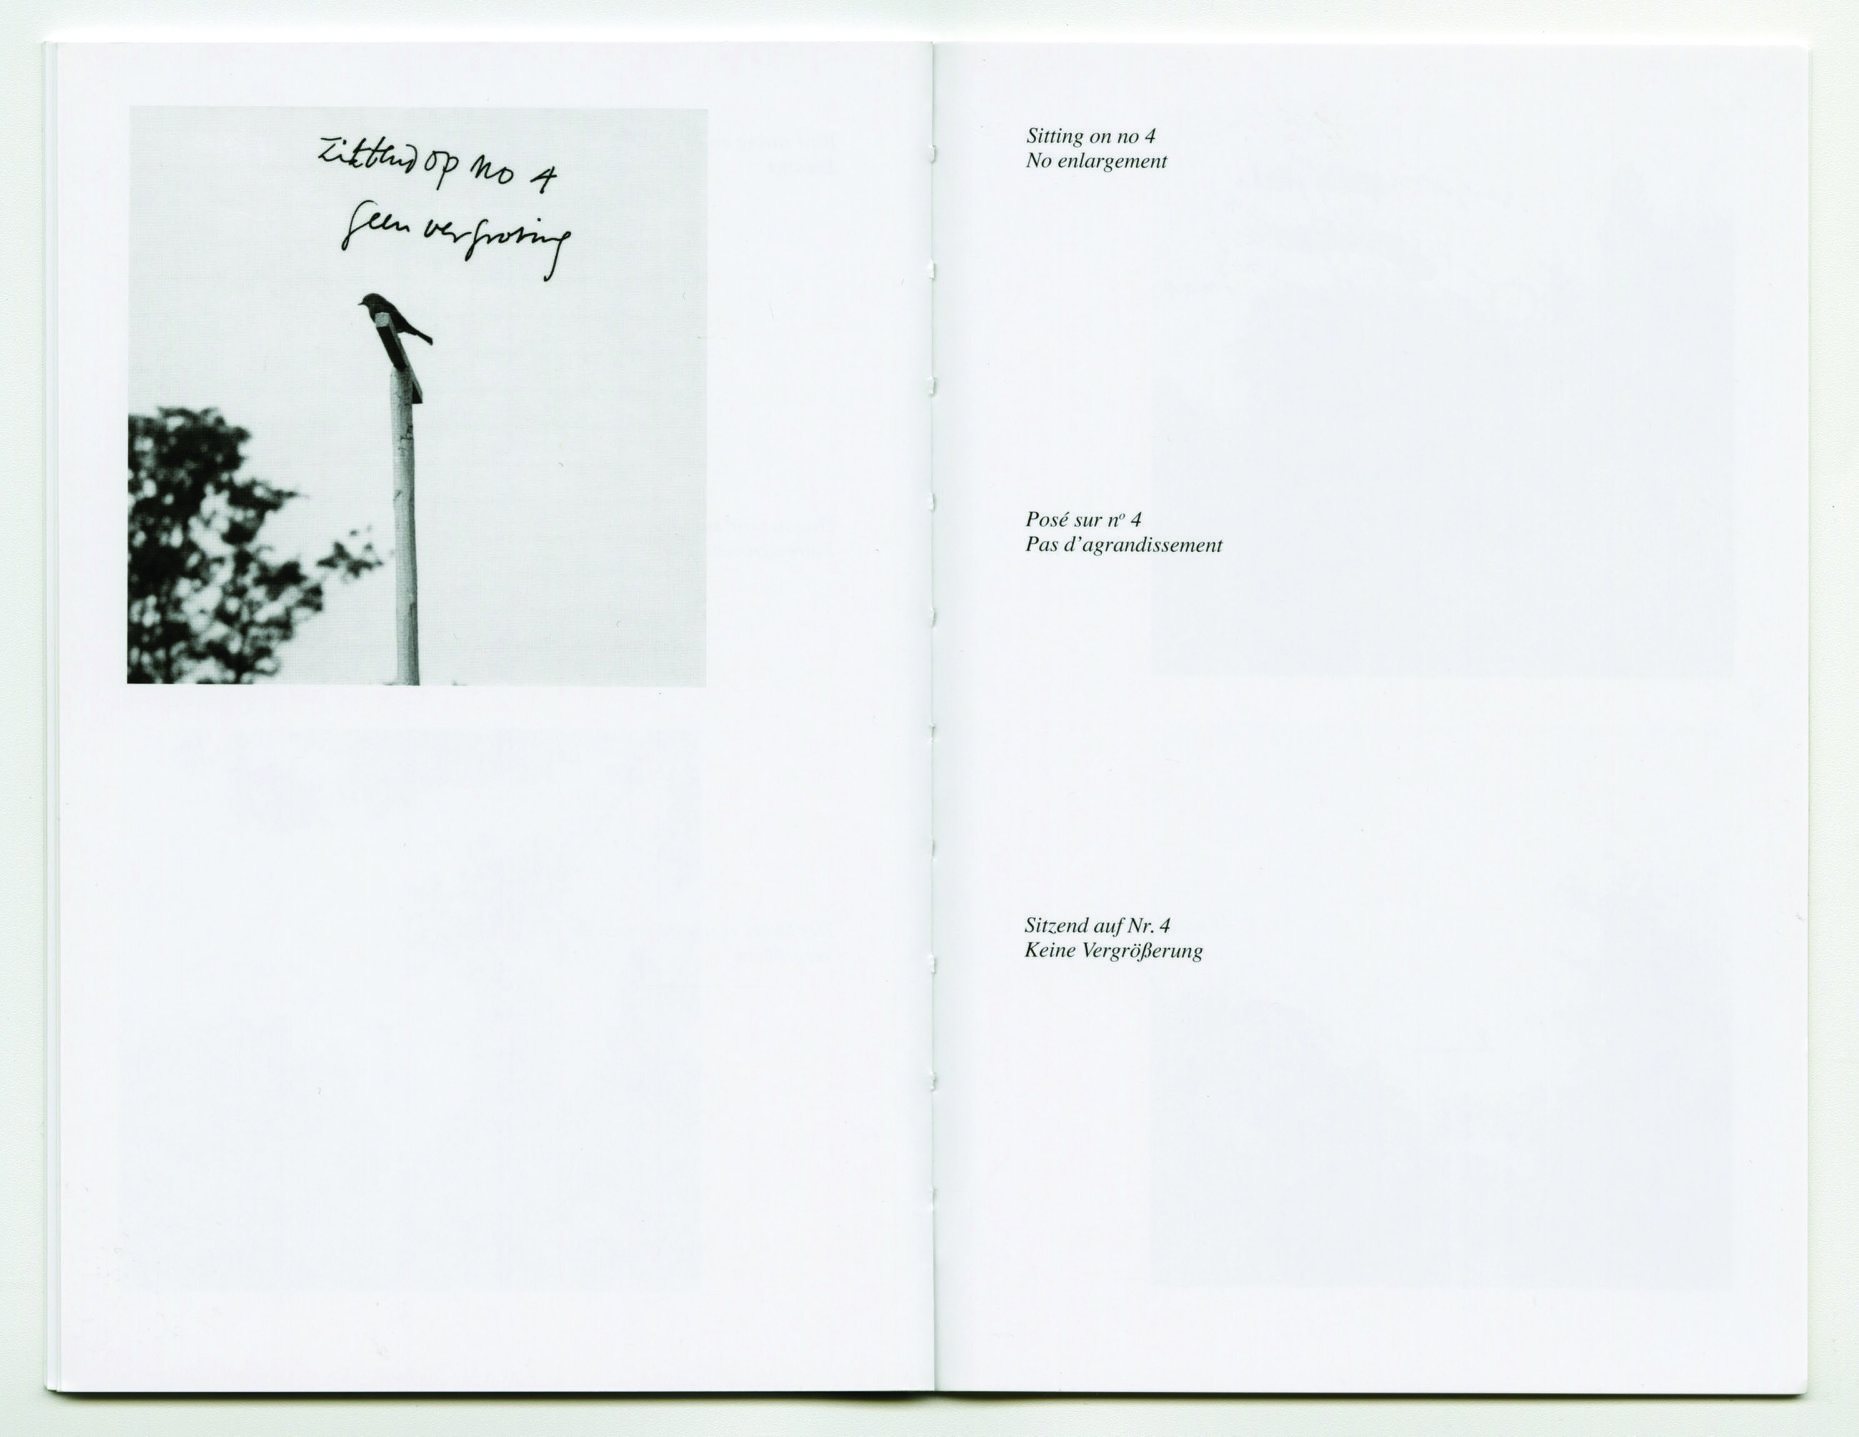 Zittend op no 4
geen vergroting
Sitting on no 4
No enlargement
Posé sur nº 4
Pas d’agrandissement
Sitzend auf Nr. 4
Keine Vergrößerung